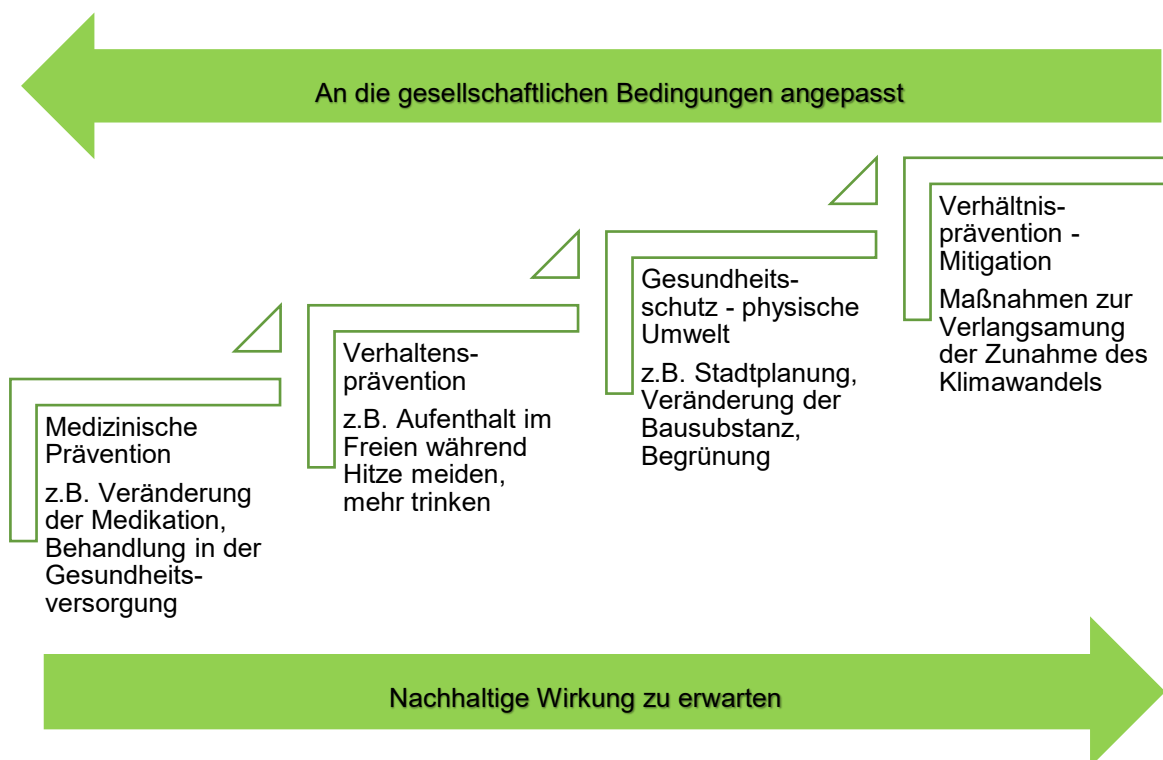 An die gesellschaftlichen Bedingungen angepasst
Medizinische
Prävention
z.B. Veränderung
der Medikation,
Behandlung in der
Gesundheits-
versorgung
Verhaltens-
prävention
z.B. Aufenthalt im
Freien während
Hitze meiden,
mehr trinken
Gesundheits-
schutz - physische
Umwelt
z.B. Stadtplanung,
Veränderung der
Bausubstanz,
Begrünung
Verhältnis-
prävention -
Mitigation
Maßnahmen zur
Verlangsamung
der Zunahme des
Klimawandels
Nachhaltige Wirkung zu erwarten